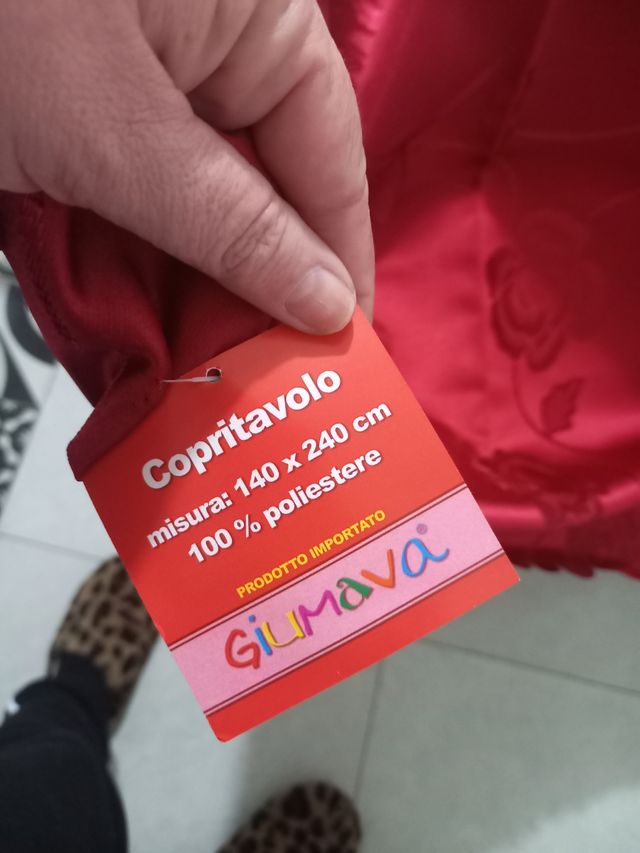 Copritavolo
misura: 140 x 240 cm
100 % poliestere
PRODOTTO IMPORTATO
GIUMAVA®